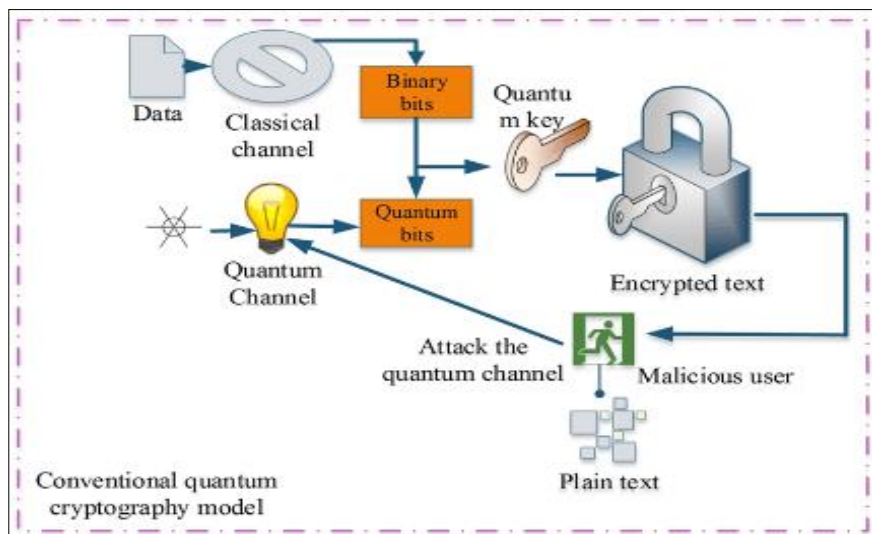 Data
Classical
channel
Binary
bits
Quantu
m key
Quantum
bits
Quantum
Channel
Encrypted text
Attack the
quantum channel
Malicious user
Plain text
Conventional quantum
cryptography model